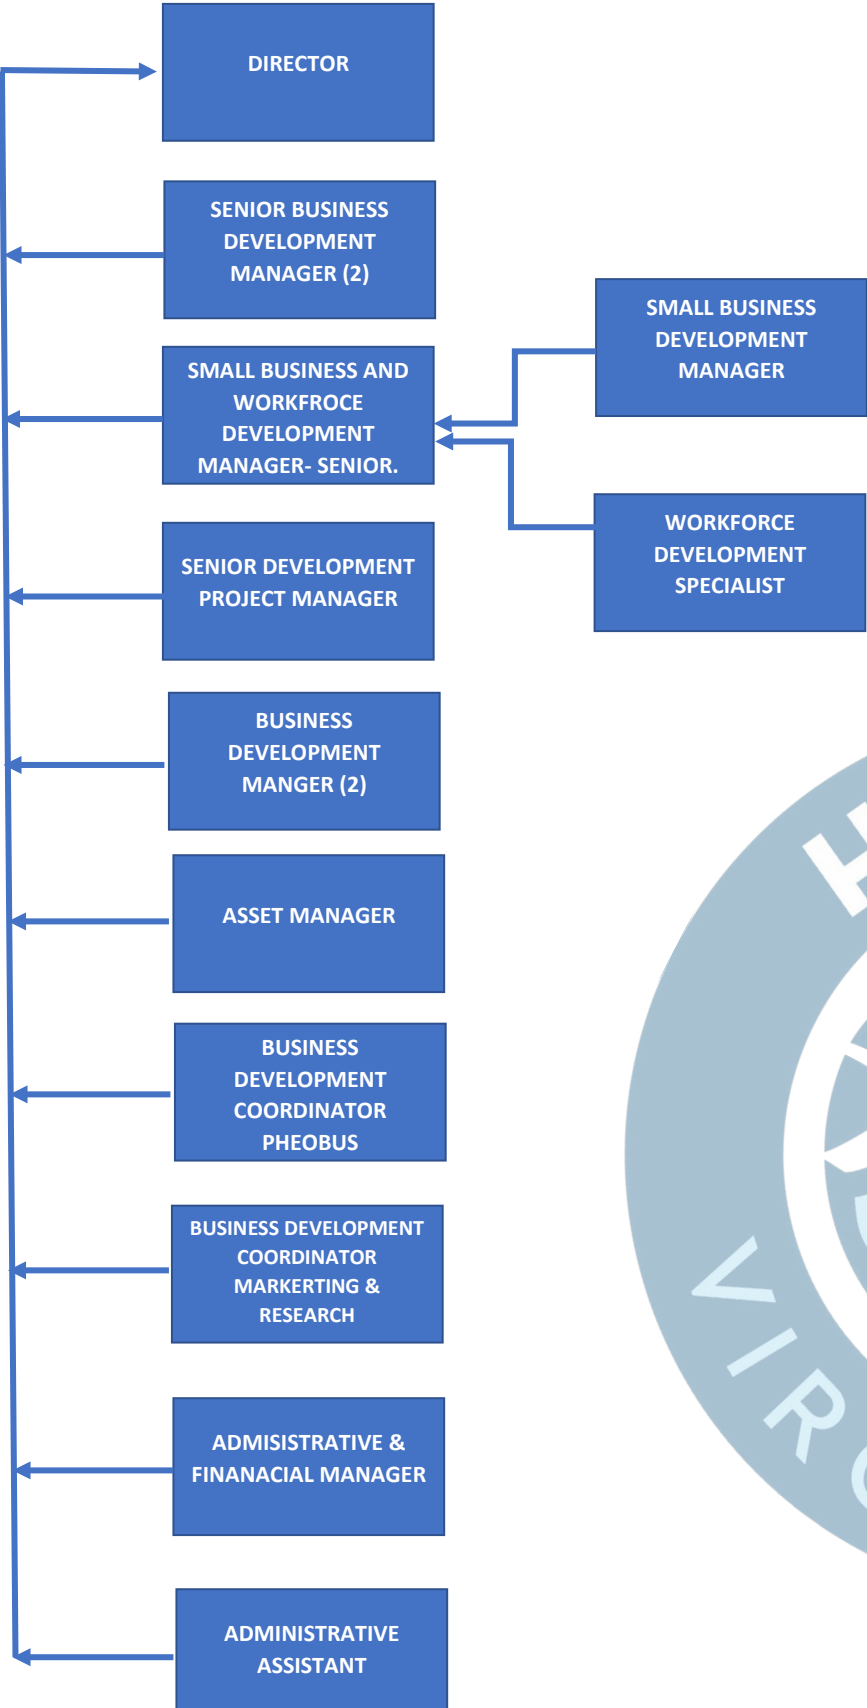 DIRECTOR
SENIOR BUSINESS
DEVELOPMENT
MANAGER (2)
SMALL BUSINESS AND
WORKFROCE
DEVELOPMENT
MANAGER- SENIOR.
SMALL BUSINESS
DEVELOPMENT
MANAGER
WORKFORCE
DEVELOPMENT
SPECIALIST
SENIOR DEVELOPMENT
PROJECT MANAGER
BUSINESS
DEVELOPMENT
MANGER (2)
ASSET MANAGER
BUSINESS
DEVELOPMENT
COORDINATOR
PHEOBUS
BUSINESS DEVELOPMENT
COORDINATOR
MARKERTING &
RESEARCH
ADMISISTRATIVE &
FINANACIAL MANAGER
ADMINISTRATIVE
ASSISTANT